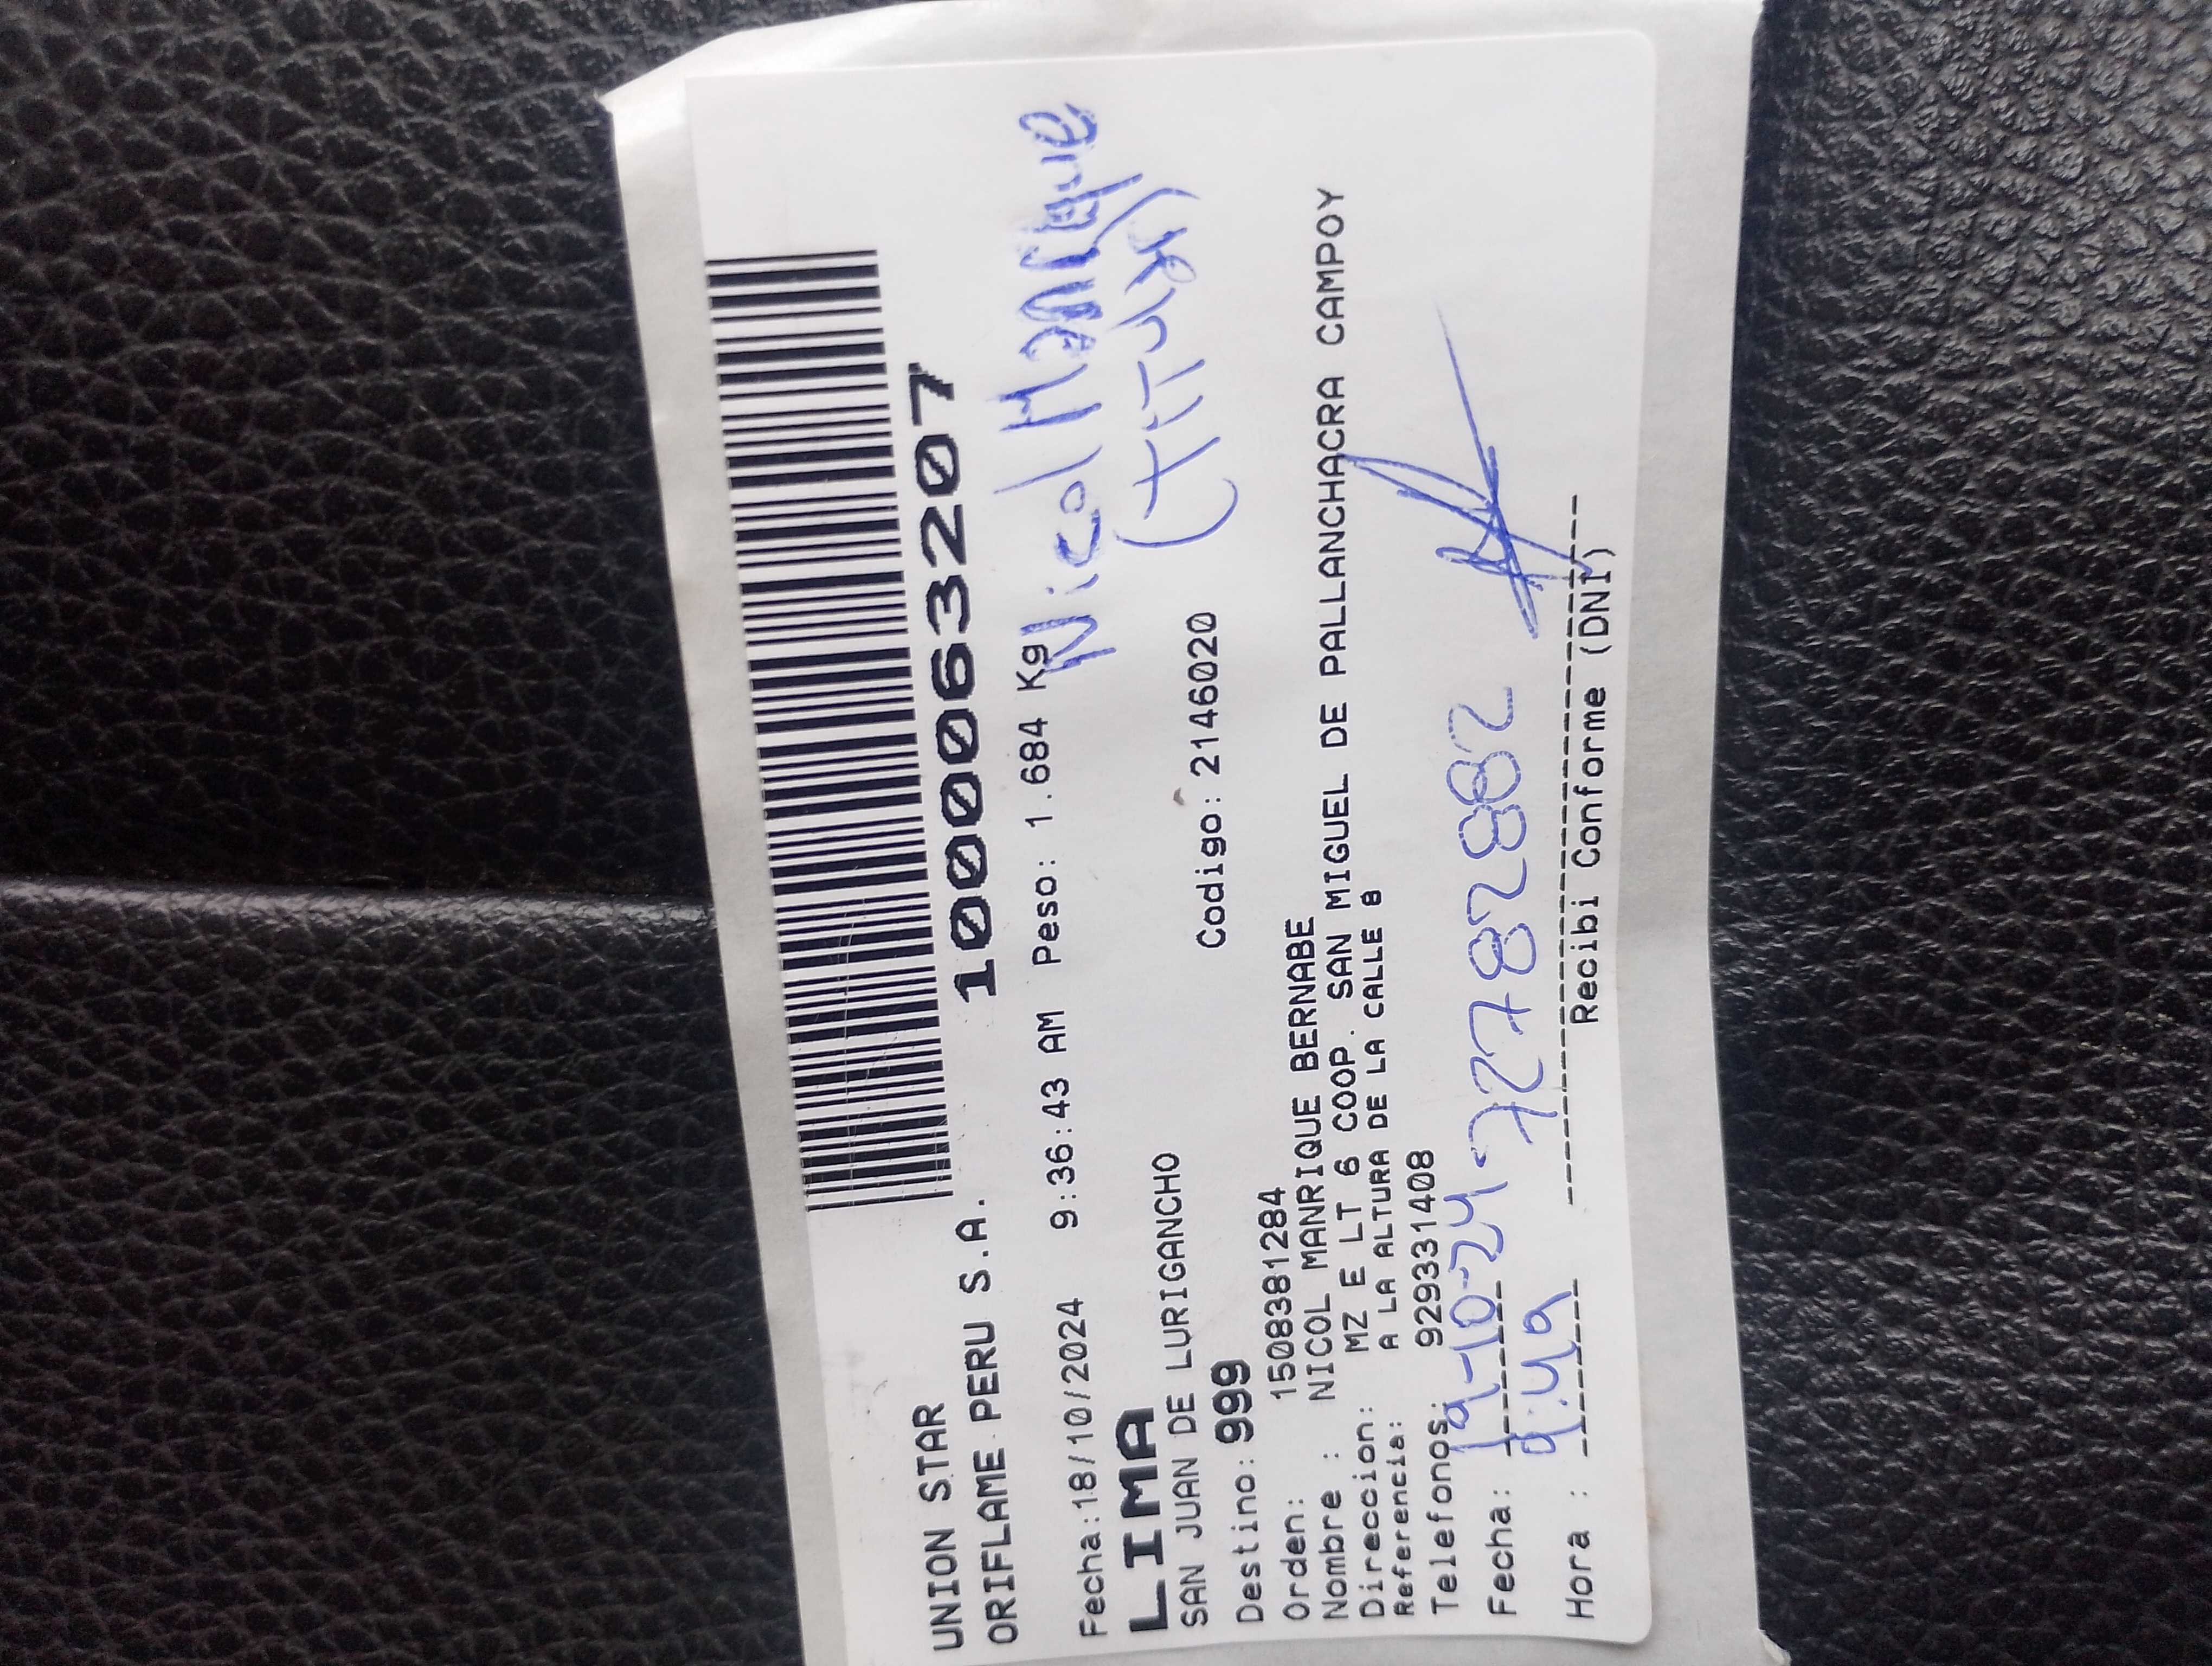 UNION STAR
ORIFLAME PERU S.A. 1000063207
Fecha:18/10/2024 9:36:43 AM Peso: 1.684 Kg
Nicol Manrique
LIMA
(TITULAR)
SAN JUAN DE LURIGANCHO
Destino: 999 Codigo: 2146020
Orden: 1508381284
Nombre : NICOL MANRIQUE BERNABE
Direccion: MZ E LT 6 COOP. SAN MIGUEL DE PALLANCHACRA CAMPOY
Referencia: A LA ALTURA DE LA CALLE 8
Telefonos: 929331408
Fecha: 19-10-24 72782882
Hora :
Recibi Conforme (DNI)